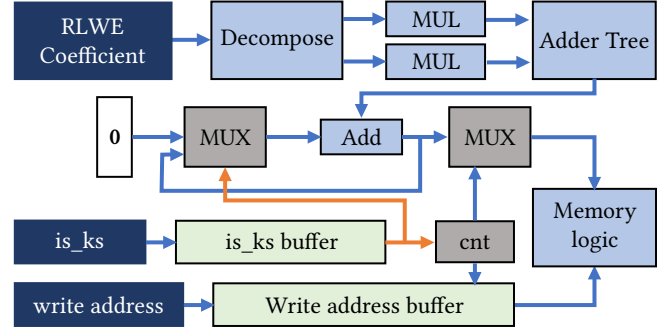 RLWE
Coefficient
Decompose
MUL
MUL
Adder Tree
0
MUX
Add
MUX
is_ks
is_ks buffer
cnt
Memory
logic
write address
Write address buffer